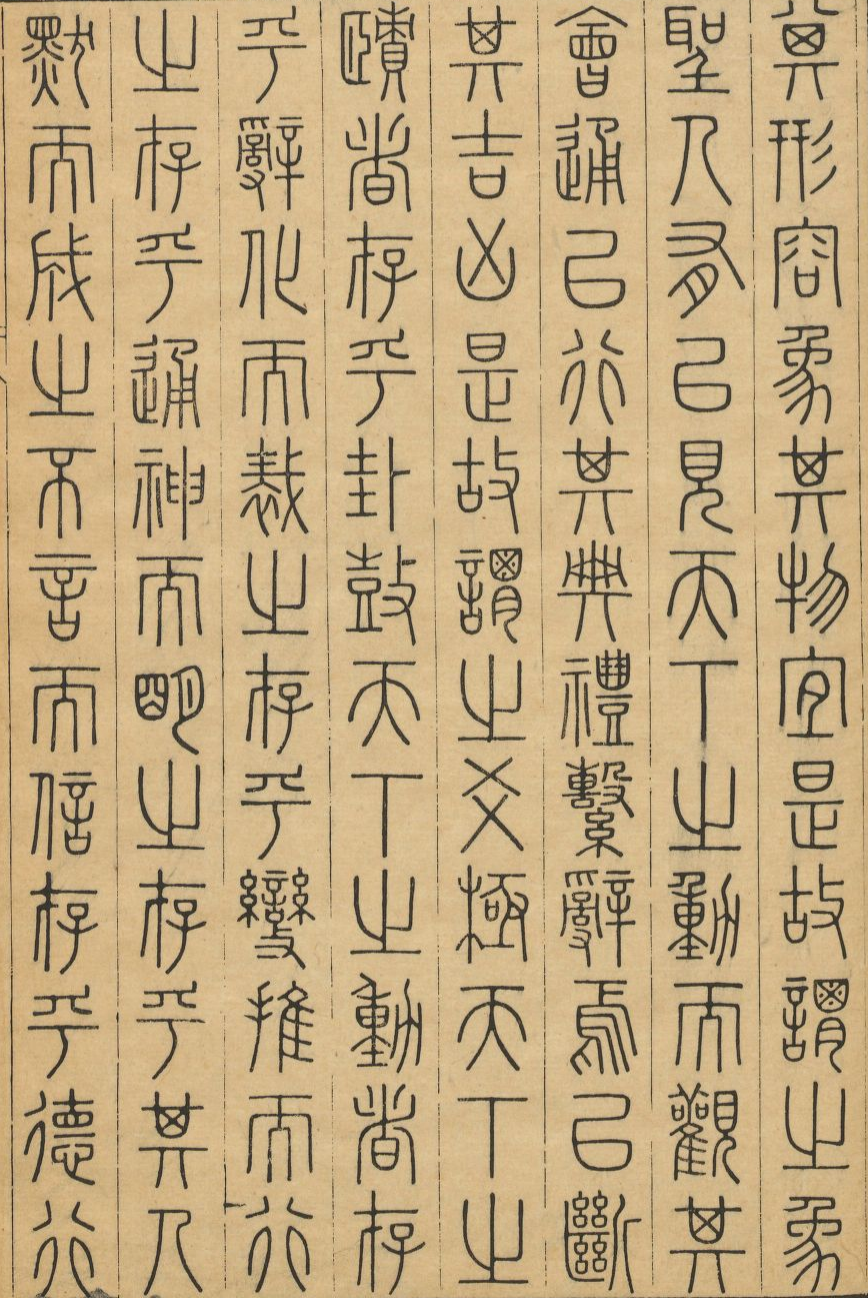 其形容象其物宜是故謂之象
聖人有以見天下之動而觀其
會通以行其典禮繫辭焉以斷
其吉凶是故謂之爻極天下之
賾者存乎卦鼓天下之動者存
乎辭化而裁之存乎變推而行
之存乎通神而明之存乎其人
默而成之不言而信存乎德行